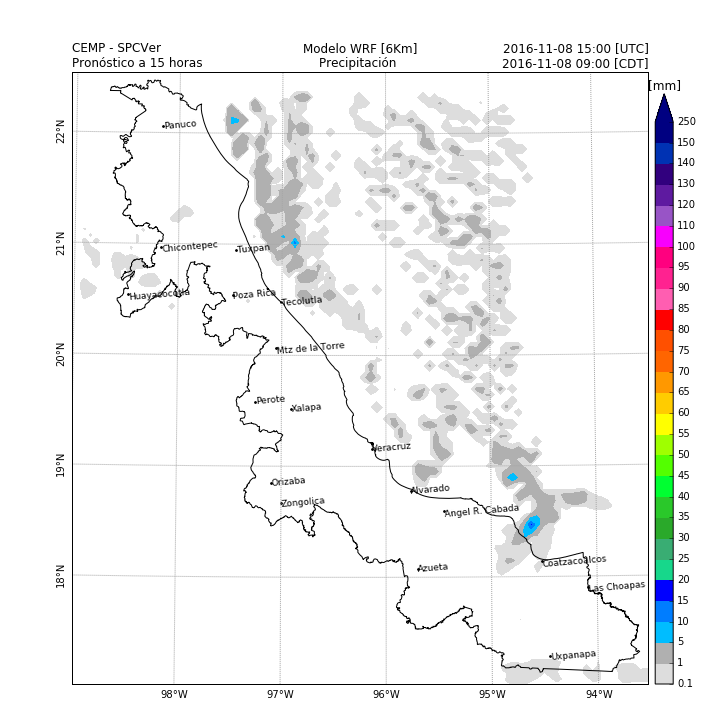 CEMP - SPCVer Modelo WRF [6Km] 2016-11-08 15:00 [UTC]
Pronóstico a 15 horas Precipitación 2016-11-08 09:00 [CDT]
[mm]
250
150
140
130
120
110
100
95
90
85
80
75
70
65
60
55
50
45
40
35
30
25
20
15
10
5
1
0.1
22°N
21°N
20°N
19°N
18°N
Panuco
Chicontepec
Tuxpan
Huayacocotla
Poza Rica
Tecolutla
Mtz de la Torre
Perote
Xalapa
Veracruz
Orizaba
Alvarado
Zongolica
Angel R. Cabada
Azueta
Coatzacoalcos
Las Choapas
Uxpanapa
98°W 97°W 96°W 95°W 94°W